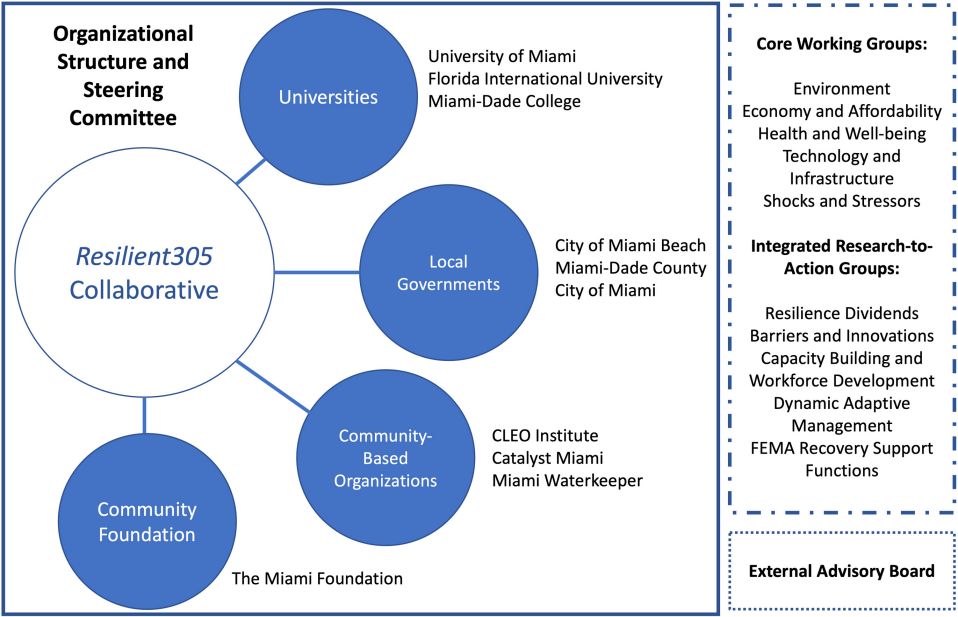 Organizational
Structure and
Steering
Committee
Universities
University of Miami
Florida International University
Miami-Dade College
Resilient305
Collaborative
Local
Governments
City of Miami Beach
Miami-Dade County
City of Miami
Community-
Based
Organizations
CLEO Institute
Catalyst Miami
Miami Waterkeeper
Community
Foundation
The Miami Foundation
Core Working Groups:
Environment
Economy and Affordability
Health and Well-being
Technology and
Infrastructure
Shocks and Stressors
Integrated Research-to-
Action Groups:
Resilience Dividends
Barriers and Innovations
Capacity Building and
Workforce Development
Dynamic Adaptive
Management
FEMA Recovery Support
Functions
External Advisory Board